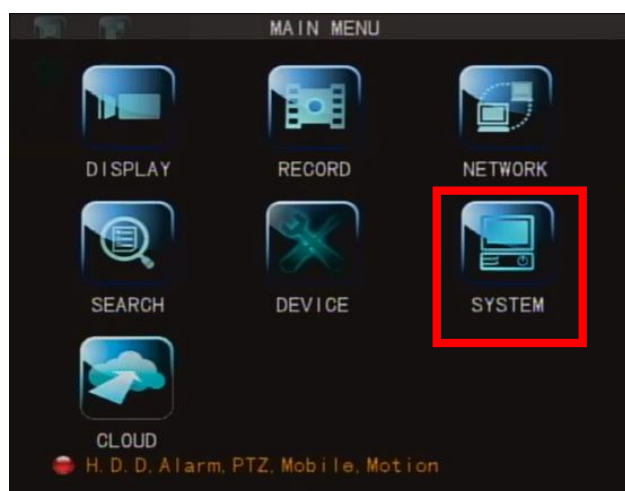 MAIN MENU
DISPLAY RECORD NETWORK
SEARCH DEVICE SYSTEM
CLOUD
H.D.D,Alarm,PTZ,Mobile,Motion